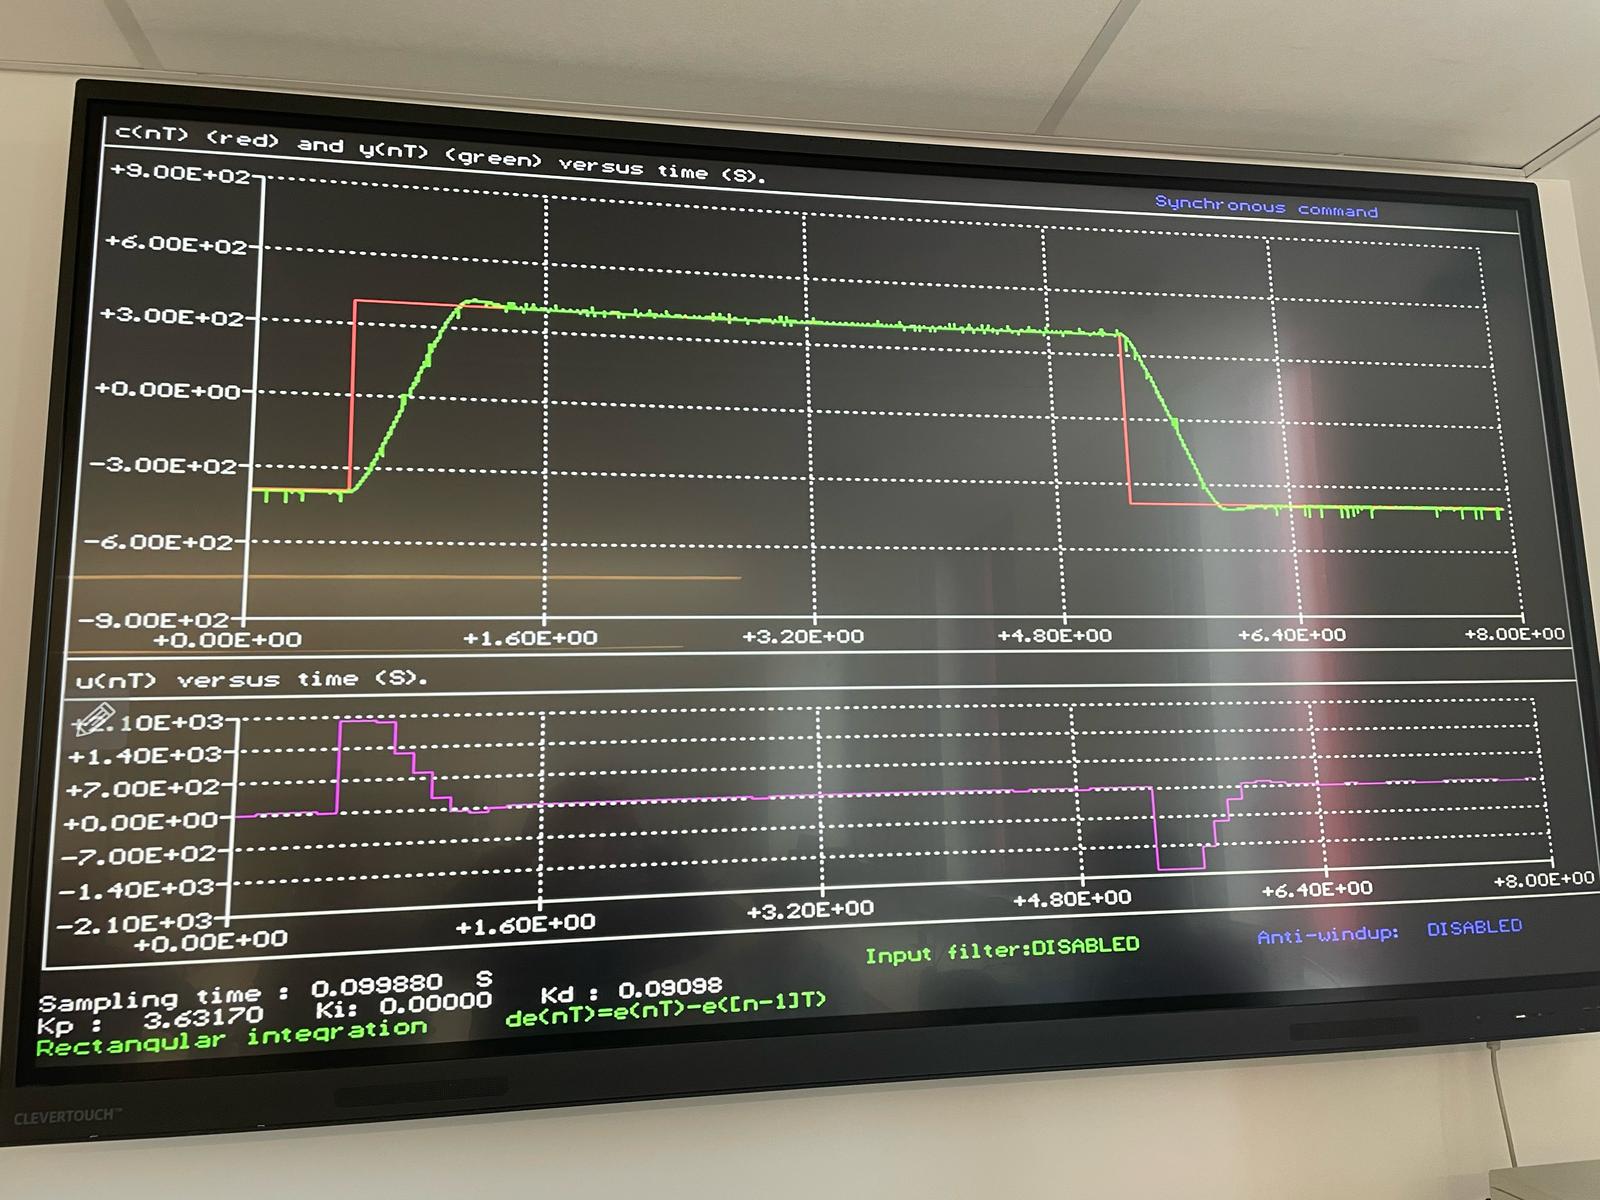 c(nT) (red) and y(nT) (green) versus time (S).
Synchronous command
+9.00E+02
+6.00E+02
+3.00E+02
+0.00E+00
-3.00E+02
-6.00E+02
-9.00E+02
+0.00E+00 +1.60E+00 +3.20E+00 +4.80E+00 +6.40E+00 +8.00E+00
u(nT) versus time (S).
+2.10E+03
+1.40E+03
+7.00E+02
+0.00E+00
-7.00E+02
-1.40E+03
-2.10E+03
+0.00E+00 +1.60E+00 +3.20E+00 +4.80E+00 +6.40E+00 +8.00E+00
Input filter:DISABLED Anti-windup: DISABLED
Sampling time : 0.099880 S
Kp : 3.63170 Ki: 0.00000 Kd : 0.09098
Rectangular integration de(nT)=e(nT)-e([n-1]T)
CLEVERTOUCH™